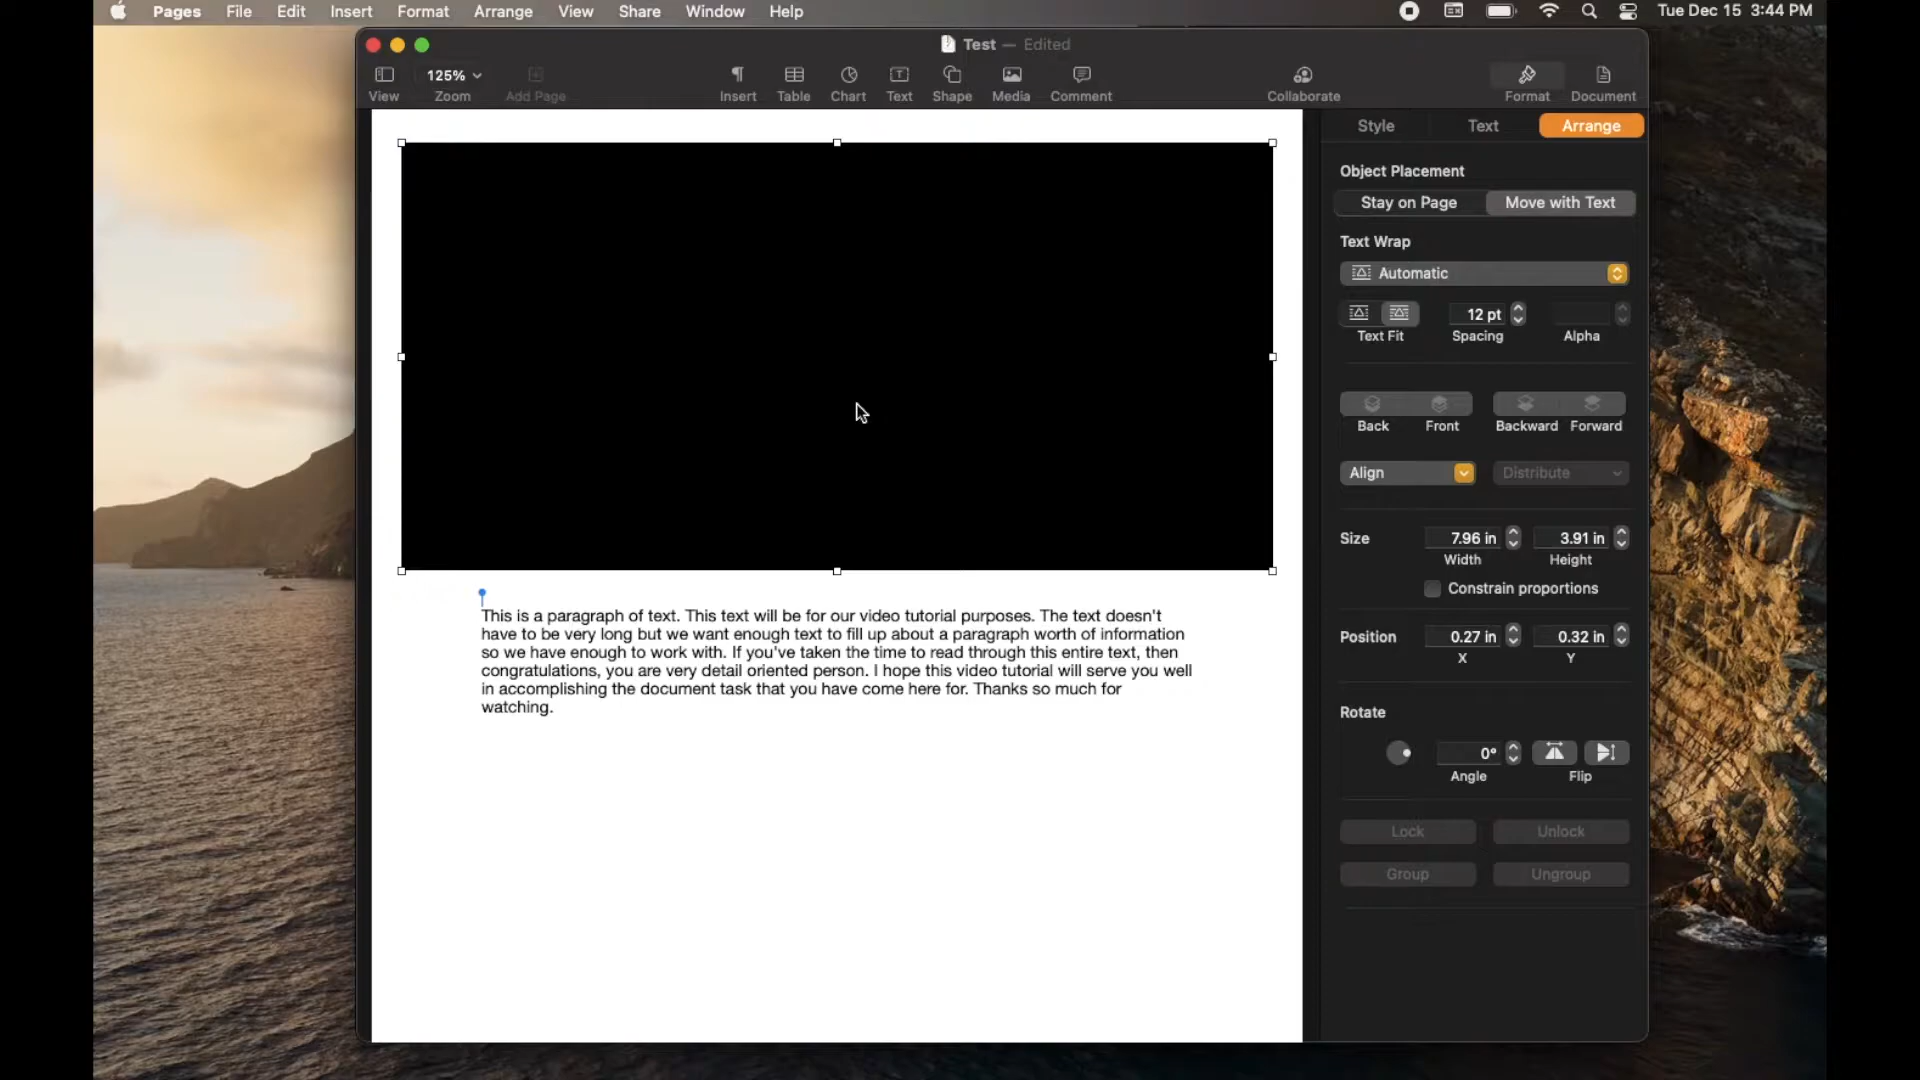 Pages File Edit Insert Format Arrange View Share Window Help Tue Dec 15 3:44 PM
Test — Edited
125%
View Zoom Add Page Insert Table Chart Text Shape Media Comment Collaborate Format Document
Style Text Arrange
Object Placement
Stay on Page Move with Text
Text Wrap
Automatic
12 pt
Text Fit Spacing Alpha
Back Front Backward Forward
Align Distribute
Size 7.96 in 3.91 in
Width Height
Constrain proportions
Position 0.27 in 0.32 in
X Y
Rotate
0°
Angle Flip
Lock Unlock
Group Ungroup
This is a paragraph of text. This text will be for our video tutorial purposes. The text doesn't
have to be very long but we want enough text to fill up about a paragraph worth of information
so we have enough to work with. If you've taken the time to read through this entire text, then
congratulations, you are very detail oriented person. I hope this video tutorial will serve you well
in accomplishing the document task that you have come here for. Thanks so much for
watching.